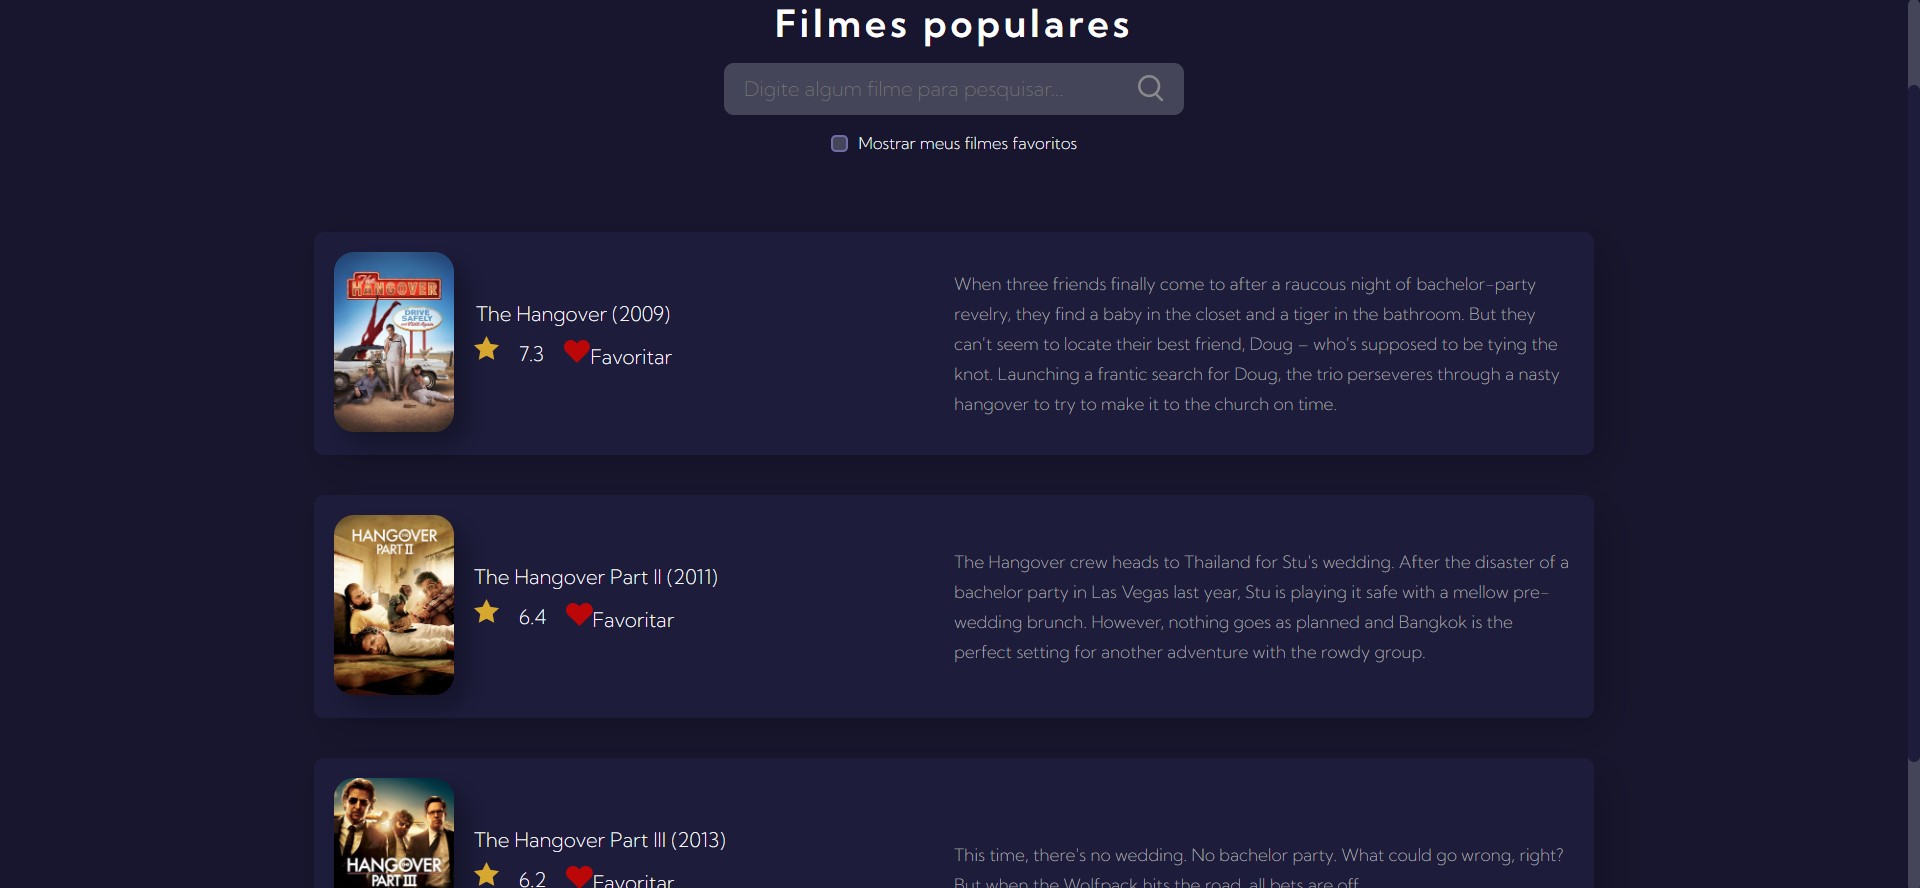 Filmes populares
Digite algum filme para pesquisar...
Mostrar meus filmes favoritos
The HANGOVER
DRIVE
SAFELY
The Hangover (2009)
7.3 Favoritar
When three friends finally come to after a raucous night of bachelor-party
revelry, they find a baby in the closet and a tiger in the bathroom. But they
can't seem to locate their best friend, Doug – who's supposed to be tying the
knot. Launching a frantic search for Doug, the trio perseveres through a nasty
hangover to try to make it to the church on time.
HANGOVER
PART II
The Hangover Part II (2011)
6.4 Favoritar
The Hangover crew heads to Thailand for Stu's wedding. After the disaster of a
bachelor party in Las Vegas last year, Stu is playing it safe with a mellow pre-
wedding brunch. However, nothing goes as planned and Bangkok is the
perfect setting for another adventure with the rowdy group.
HANGOVER
PART III
The Hangover Part III (2013)
6.2 Favoritar
This time, there's no wedding. No bachelor party. What could go wrong, right?
But when the Wolfpack hits the road, all bets are off.